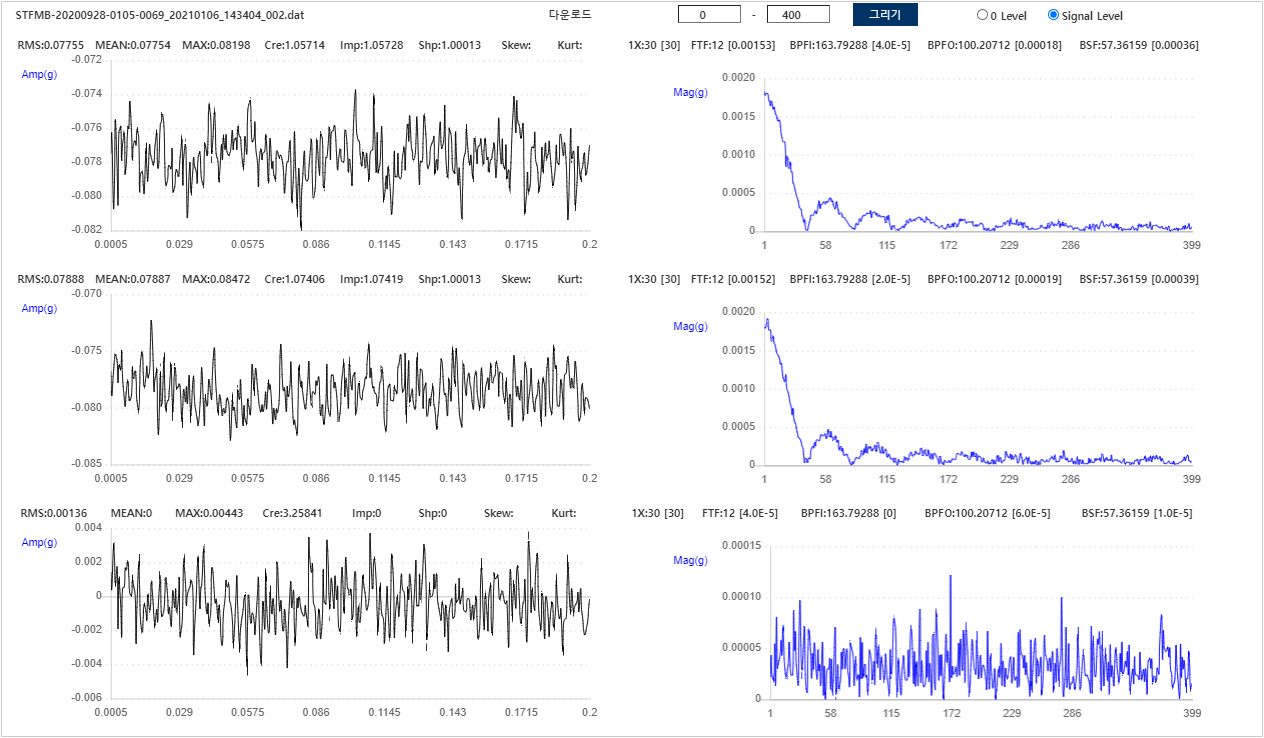 STFMB-20200928-0105-0069_20210106_143404_002.dat 다운로드 0 - 400 그리기 0 Level Signal Level
RMS:0.07755 MEAN:0.07754 MAX:0.08198 Cre:1.05714 Imp:1.05728 Shp:1.00013 Skew: Kurt:
1X:30 [30] FTF:12 [0.00153] BPFI:163.79288 [4.0E-5] BPFO:100.20712 [0.00018] BSF:57.36159 [0.00036]
Amp(g)
-0.072
-0.074
-0.076
-0.078
-0.080
-0.082
0.0005 0.029 0.0575 0.086 0.1145 0.143 0.1715 0.2
Mag(g)
0.0020
0.0015
0.0010
0.0005
0
1 58 115 172 229 286 399
RMS:0.07888 MEAN:0.07887 MAX:0.08472 Cre:1.07406 Imp:1.07419 Shp:1.00013 Skew: Kurt:
1X:30 [30] FTF:12 [0.00152] BPFI:163.79288 [2.0E-5] BPFO:100.20712 [0.00019] BSF:57.36159 [0.00039]
Amp(g)
-0.070
-0.075
-0.080
-0.085
0.0005 0.029 0.0575 0.086 0.1145 0.143 0.1715 0.2
Mag(g)
0.0020
0.0015
0.0010
0.0005
0
1 58 115 172 229 286 399
RMS:0.00136 MEAN:0 MAX:0.00443 Cre:3.25841 Imp:0 Shp:0 Skew: Kurt:
1X:30 [30] FTF:12 [4.0E-5] BPFI:163.79288 [0] BPFO:100.20712 [6.0E-5] BSF:57.36159 [1.0E-5]
Amp(g)
0.004
0.002
0
-0.002
-0.004
-0.006
0.0005 0.029 0.0575 0.086 0.1145 0.143 0.1715 0.2
Mag(g)
0.00015
0.00010
0.00005
0
1 58 115 172 229 286 399